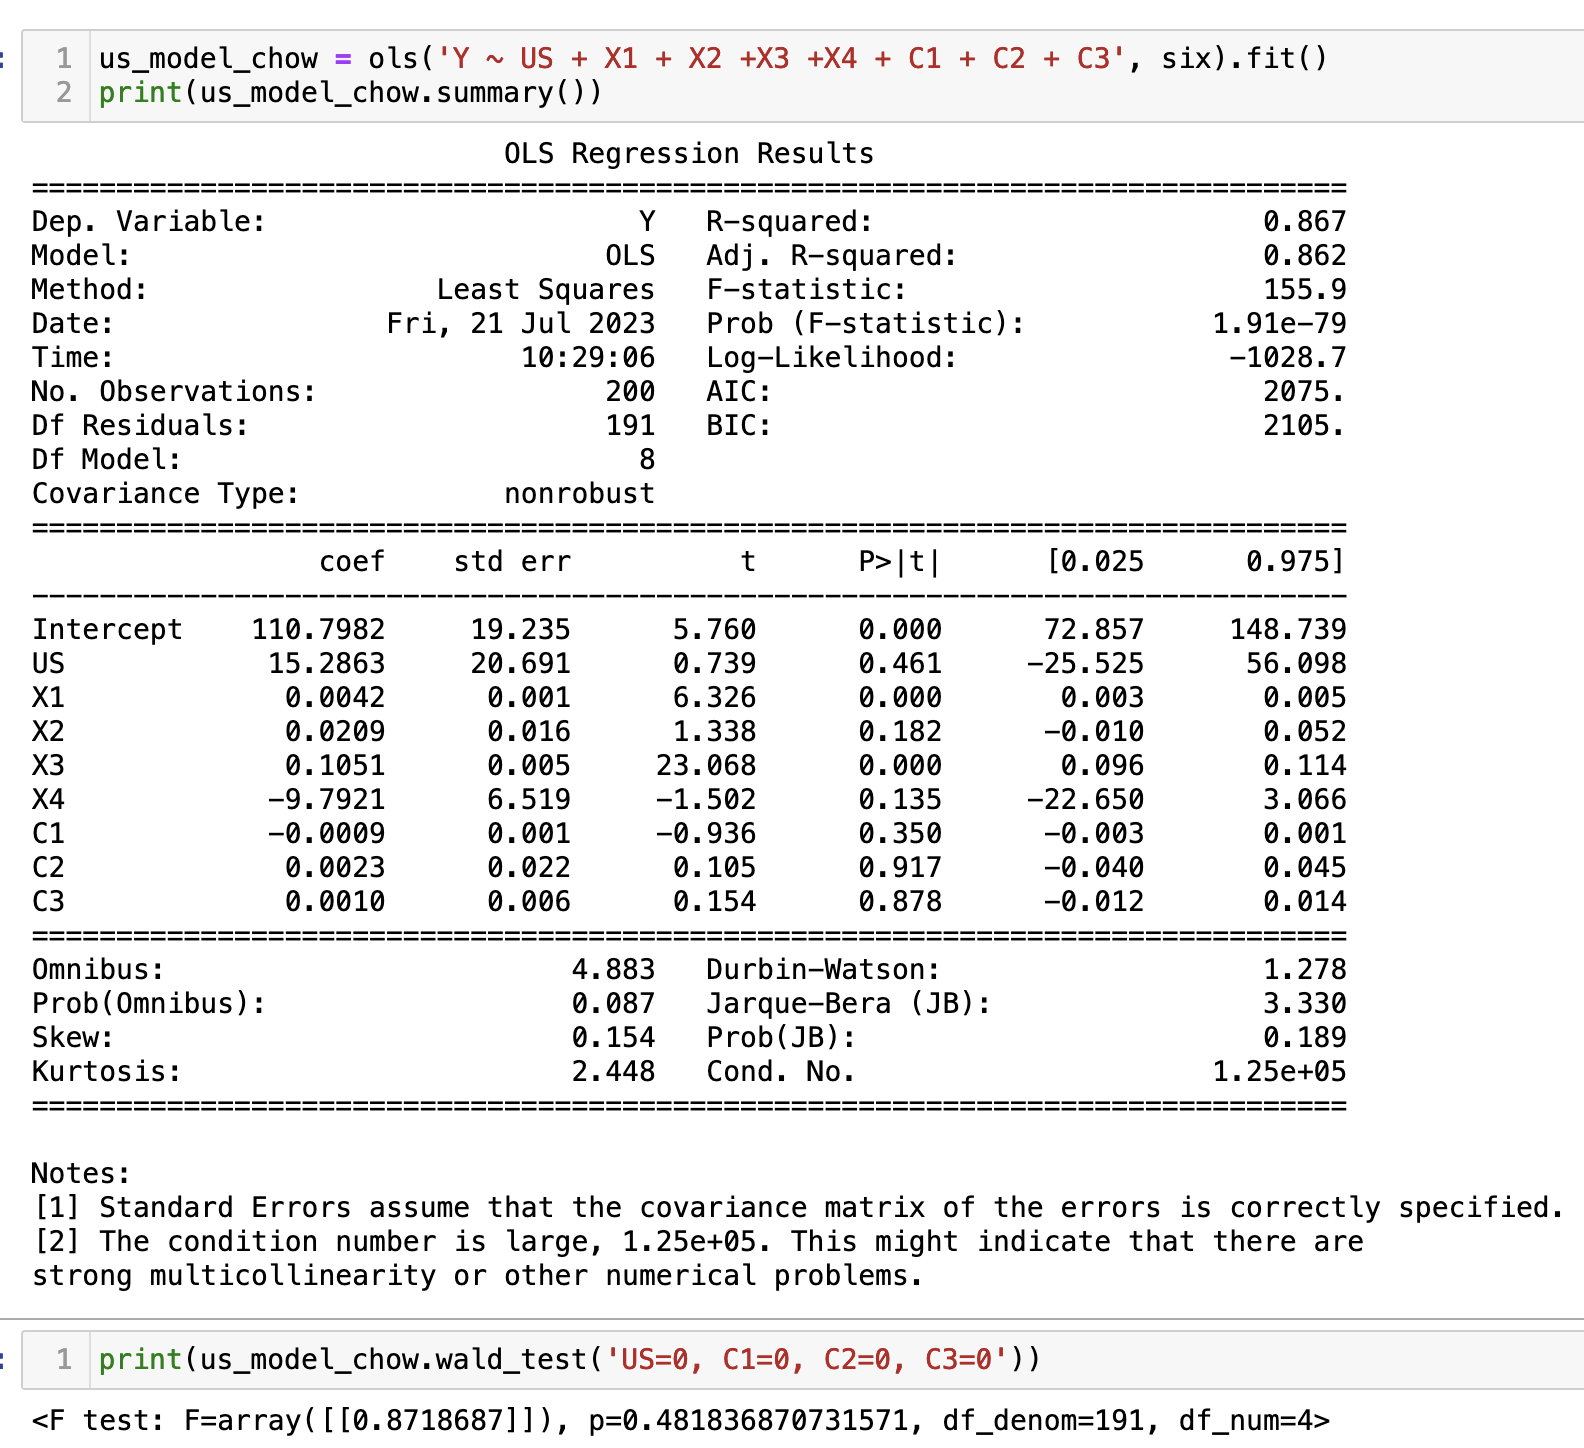 1 us_model_chow = ols('Y ~ US + X1 + X2 +X3 +X4 + C1 + C2 + C3', six).fit()
2 print(us_model_chow.summary())
OLS Regression Results
==============================================================================
Dep. Variable:                      Y   R-squared:                       0.867
Model:                            OLS   Adj. R-squared:                  0.862
Method:                 Least Squares   F-statistic:                     155.9
Date:                Fri, 21 Jul 2023   Prob (F-statistic):           1.91e-79
Time:                        10:29:06   Log-Likelihood:                -1028.7
No. Observations:                 200   AIC:                             2075.
Df Residuals:                     191   BIC:                             2105.
Df Model:                           8
Covariance Type:            nonrobust
==============================================================================
                 coef    std err          t      P>|t|      [0.025      0.975]
------------------------------------------------------------------------------
Intercept    110.7982     19.235      5.760      0.000      72.857     148.739
US            15.2863     20.691      0.739      0.461     -25.525      56.098
X1             0.0042      0.001      6.326      0.000       0.003       0.005
X2             0.0209      0.016      1.338      0.182      -0.010       0.052
X3             0.1051      0.005     23.068      0.000       0.096       0.114
X4            -9.7921      6.519     -1.502      0.135     -22.650       3.066
C1            -0.0009      0.001     -0.936      0.350      -0.003       0.001
C2             0.0023      0.022      0.105      0.917      -0.040       0.045
C3             0.0010      0.006      0.154      0.878      -0.012       0.014
==============================================================================
Omnibus:                        4.883   Durbin-Watson:                   1.278
Prob(Omnibus):                  0.087   Jarque-Bera (JB):                3.330
Skew:                           0.154   Prob(JB):                        0.189
Kurtosis:                       2.448   Cond. No.                     1.25e+05
==============================================================================
Notes:
[1] Standard Errors assume that the covariance matrix of the errors is correctly specified.
[2] The condition number is large, 1.25e+05. This might indicate that there are
strong multicollinearity or other numerical problems.
1 print(us_model_chow.wald_test('US=0, C1=0, C2=0, C3=0'))
<F test: F=array([[0.8718687]]), p=0.481836870731571, df_denom=191, df_num=4>